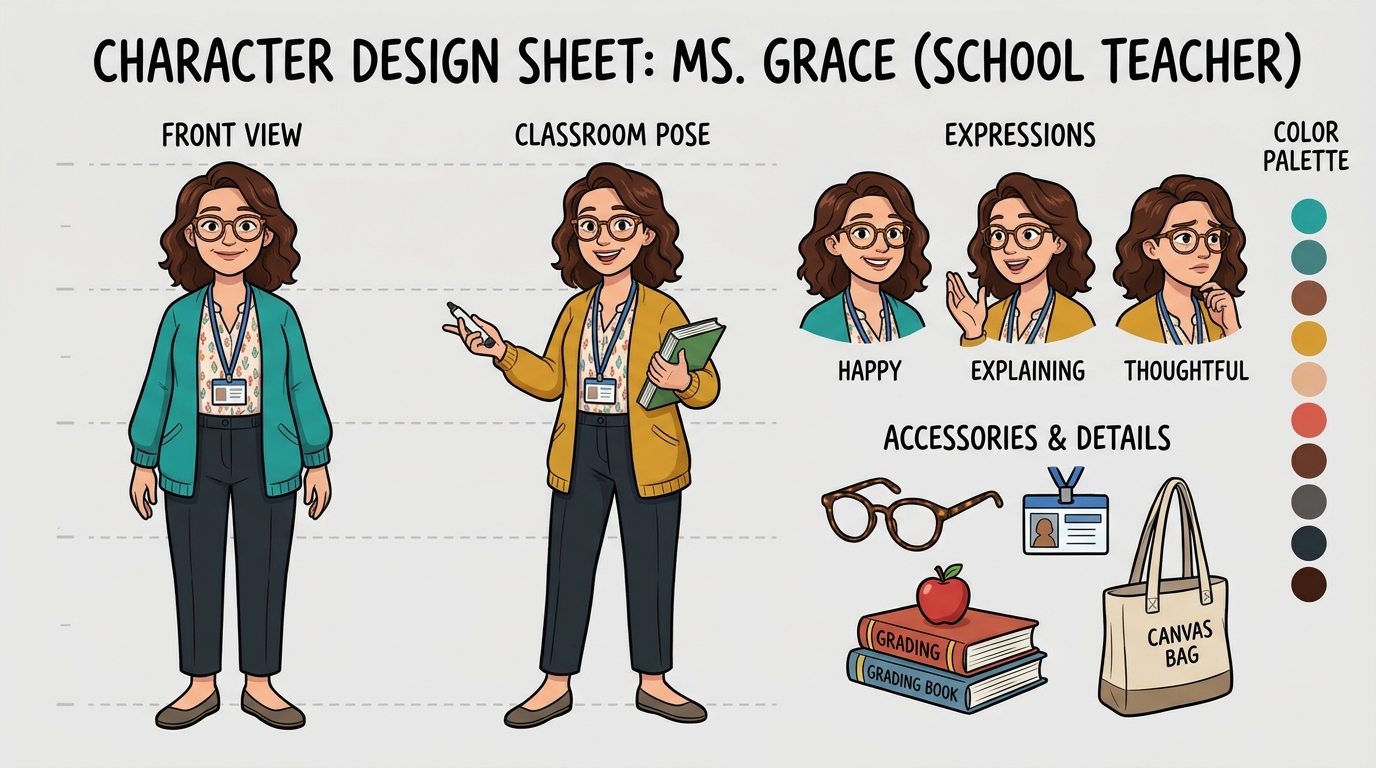 CHARACTER DESIGN SHEET: MS. GRACE (SCHOOL TEACHER)
FRONT VIEW
CLASSROOM POSE
EXPRESSIONS
COLOR
PALETTE
HAPPY
EXPLAINING
THOUGHTFUL
ACCESSORIES & DETAILS
GRADING
GRADING BOOK
CANVAS
BAG